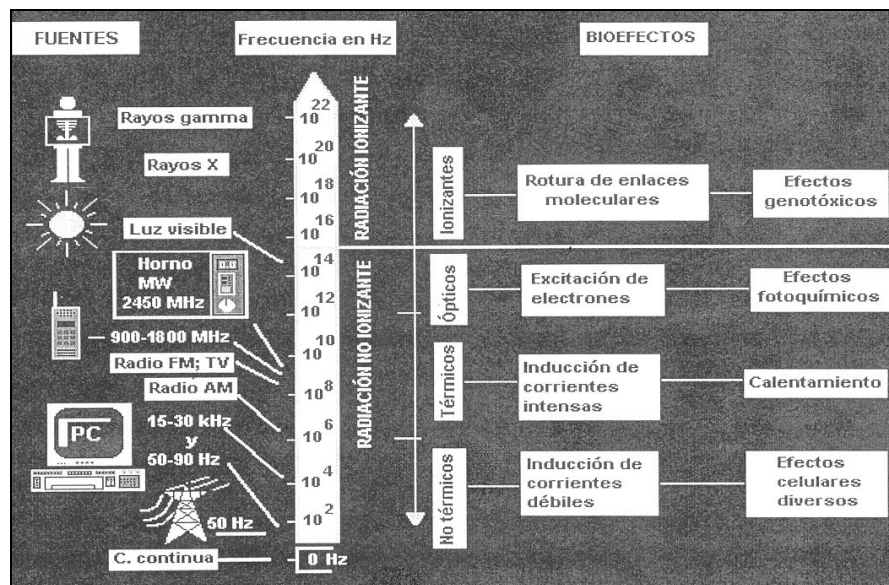 FUENTES
Frecuencia en Hz
BIOEFECTOS
Rayos gamma
Rayos X
Luz visible
Horno
MW
2450 MHz
900-1800 MHz
Radio FM; TV
Radio AM
PC
15-30 kHz
y
50-90 Hz
50 Hz
C. continua
10 22
10 20
10 18
10 16
10 14
10 12
10 10
10 8
10 6
10 4
10 2
0 Hz
RADIACIÓN IONIZANTE
RADIACIÓN NO IONIZANTE
Ionizantes
Rotura de enlaces
moleculares
Efectos
genotóxicos
Ópticos
Excitación de
electrones
Efectos
fotoquímicos
Térmicos
Inducción de
corrientes
intensas
Calentamiento
No térmicos
Inducción de
corrientes
débiles
Efectos
celulares
diversos